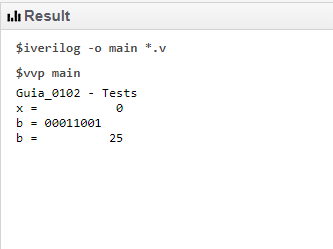 Result
$iverilog -o main *.v
$vvp main
Guia_0102 - Tests
x =           0
b = 00011001
b =          25